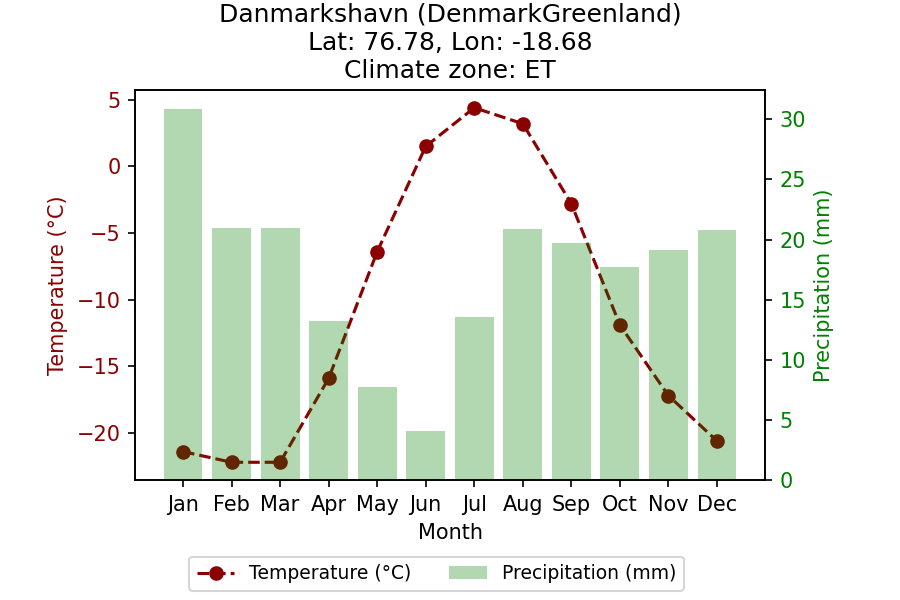 Danmarkshavn (DenmarkGreenland)
Lat: 76.78, Lon: -18.68
Climate zone: ET
Temperature (°C)
5
0
−5
−10
−15
−20
30
25
20
15
10
5
0
Precipitation (mm)
Jan Feb Mar Apr May Jun Jul Aug Sep Oct Nov Dec
Month
Temperature (°C) Precipitation (mm)